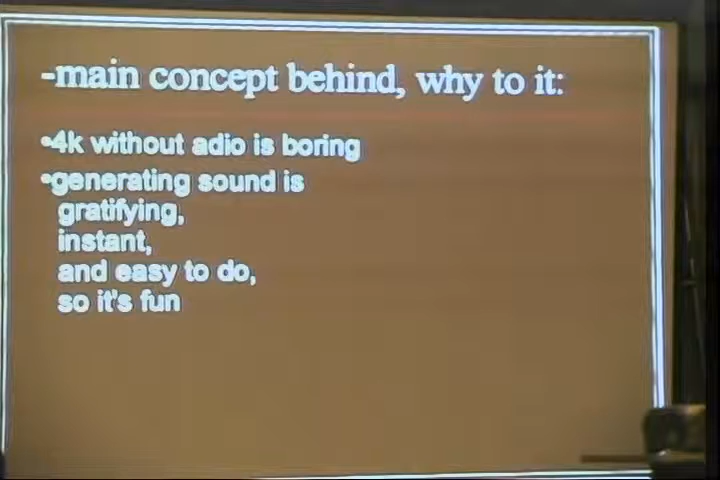 -main concept behind, why to it:
•4k without adio is boring
•generating sound is
gratifying,
instant,
and easy to do,
so it's fun